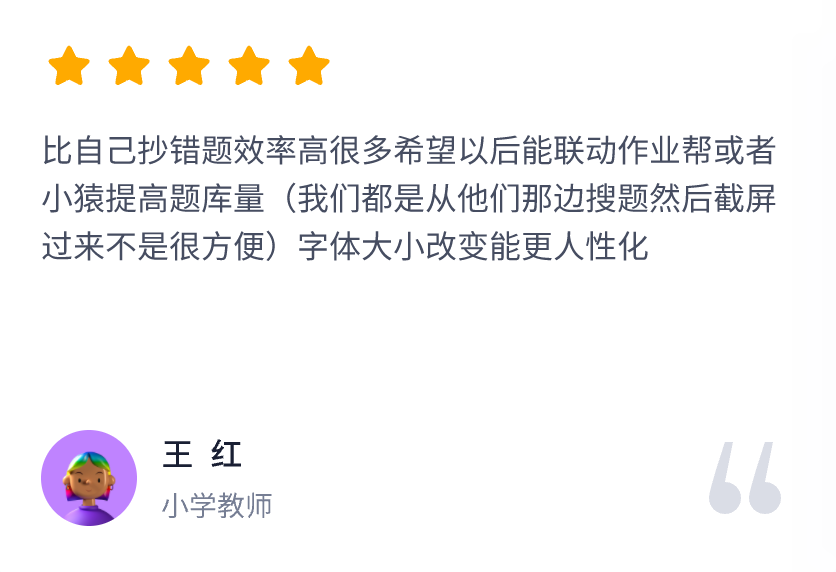 比自己抄错题效率高很多希望以后能联动作业帮或者
小猿提高题库量（我们都是从他们那边搜题然后截屏
过来不是很方便）字体大小改变能更人性化
王 红
小学教师